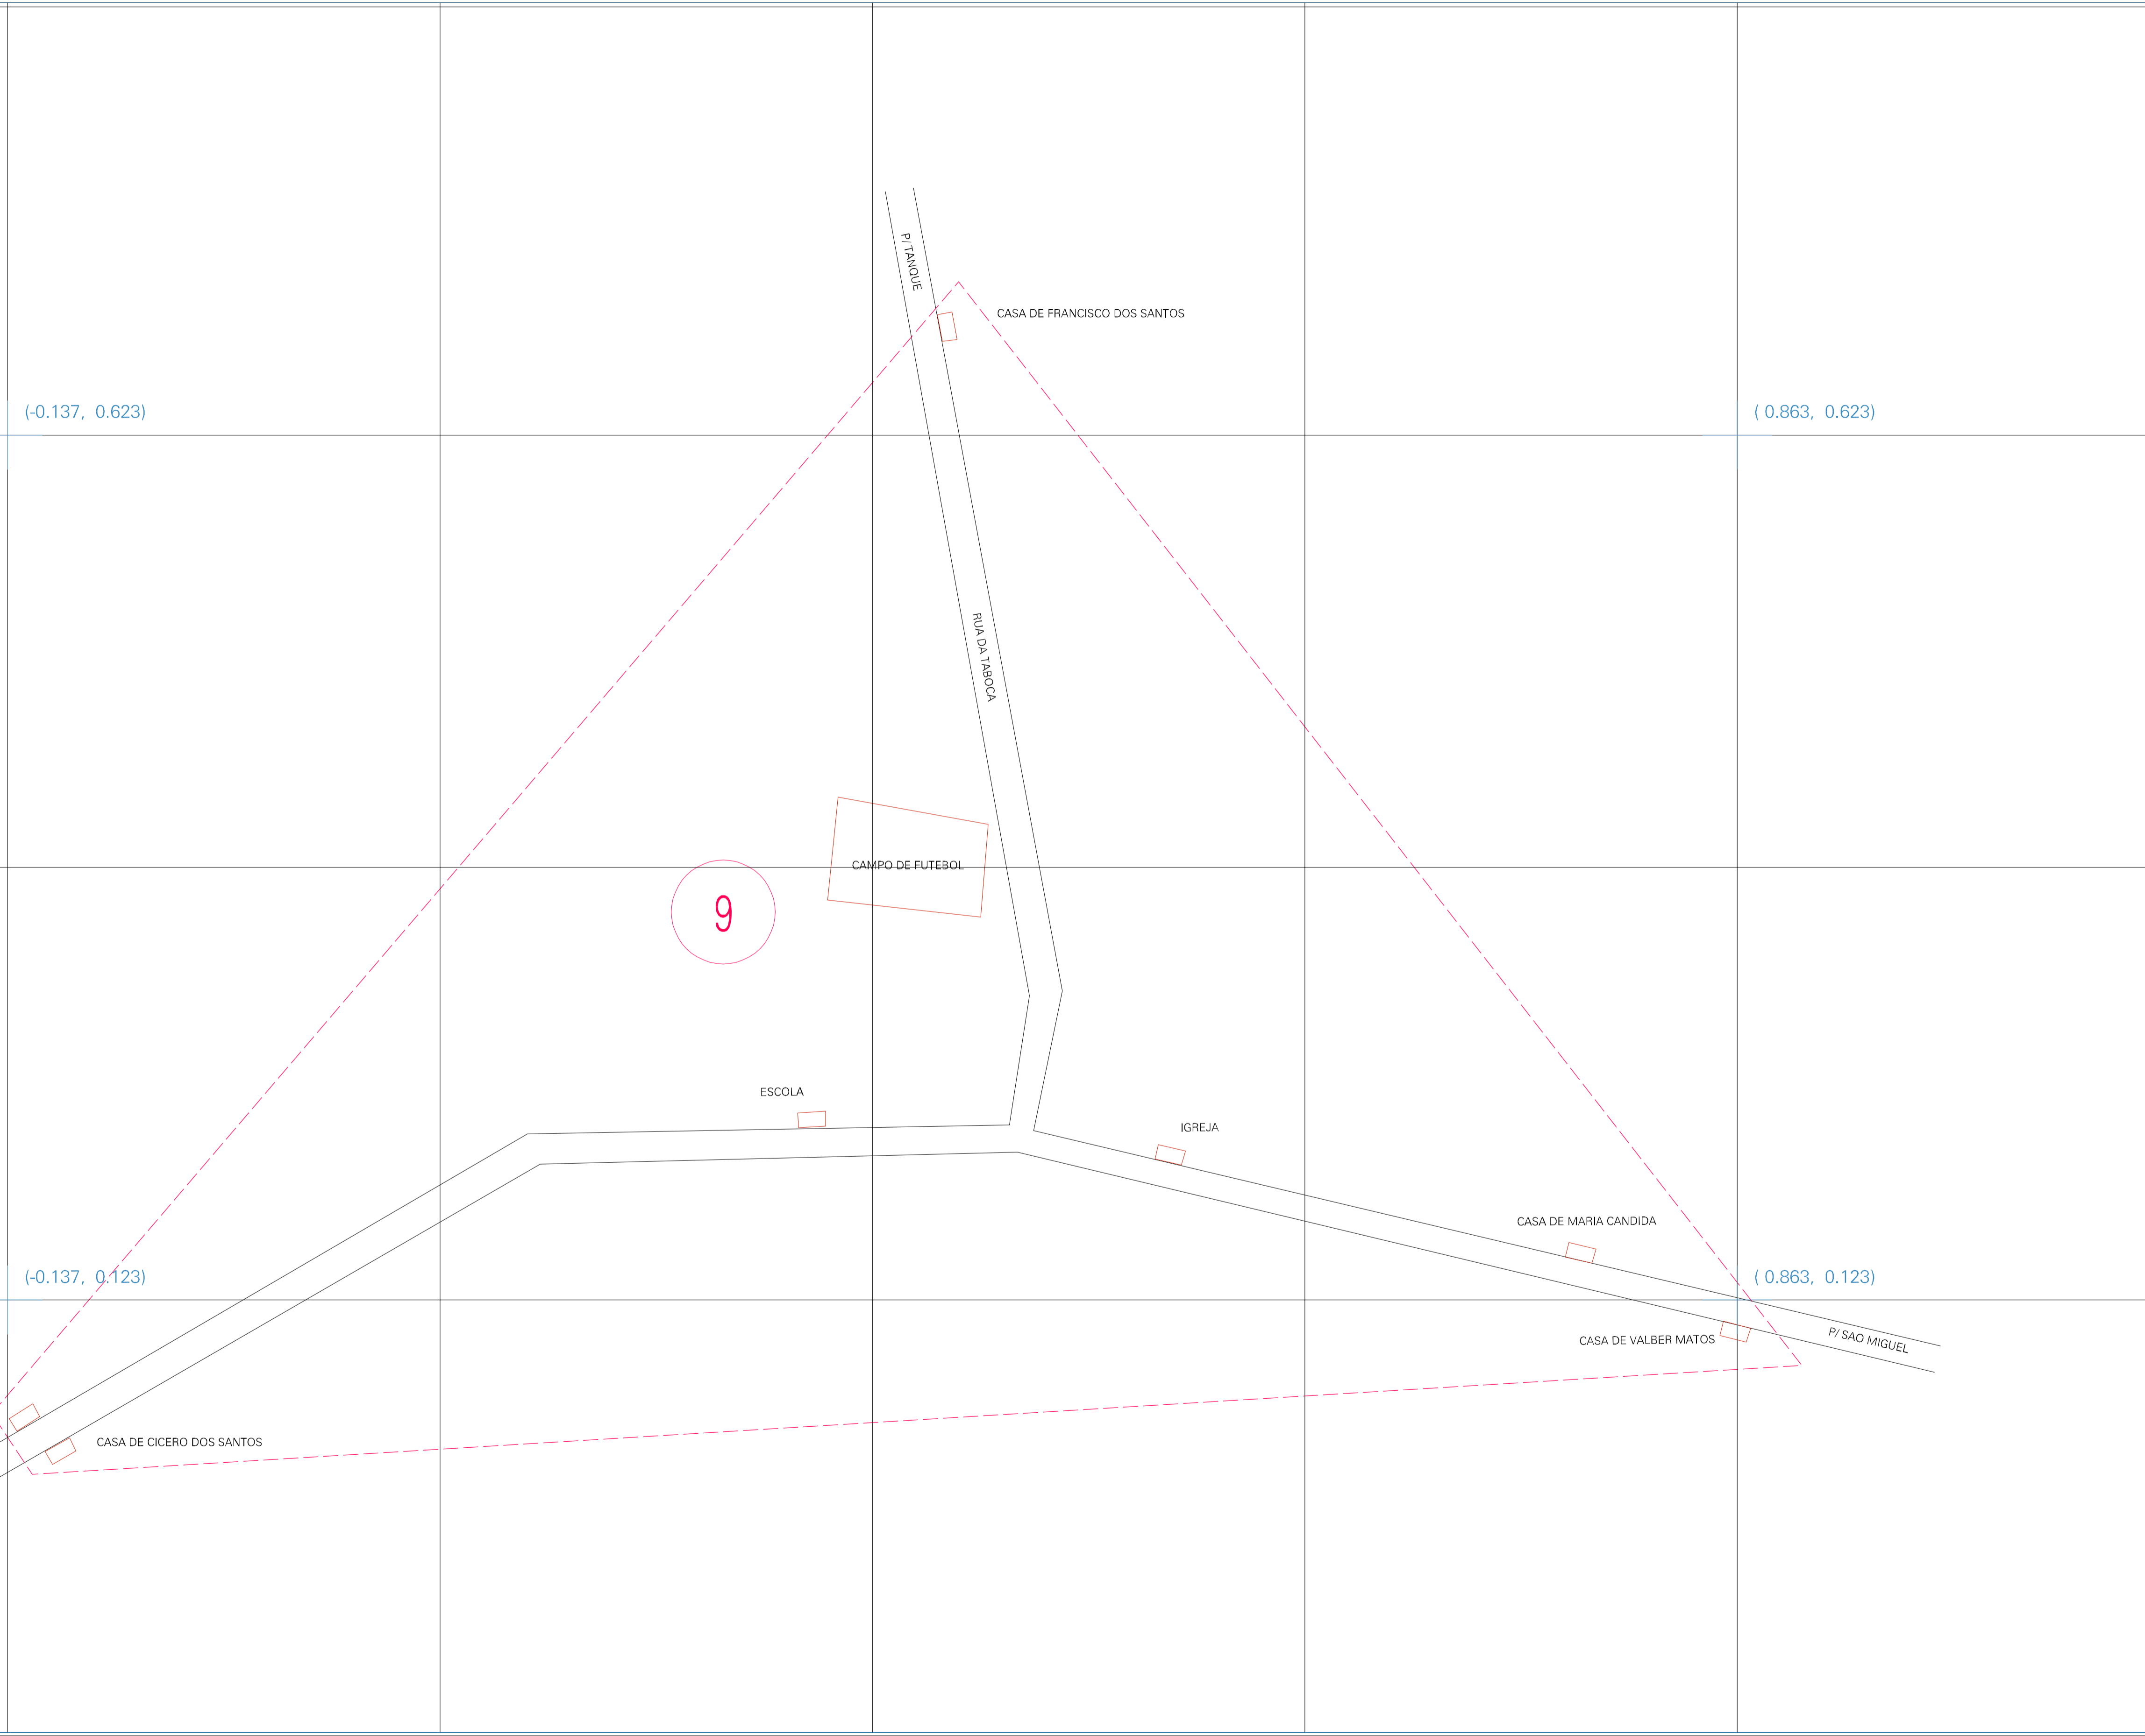 P/ TANQUE
CASA DE FRANCISCO DOS SANTOS
(-0.137, 0.623)
( 0.863, 0.623)
RUA DA TABOCA
CAMPO DE FUTEBOL
9
ESCOLA
IGREJA
CASA DE MARIA CANDIDA
(-0.137, 0.123)
( 0.863, 0.123)
CASA DE VALBER MATOS
P/ SAO MIGUEL
CASA DE CICERO DOS SANTOS